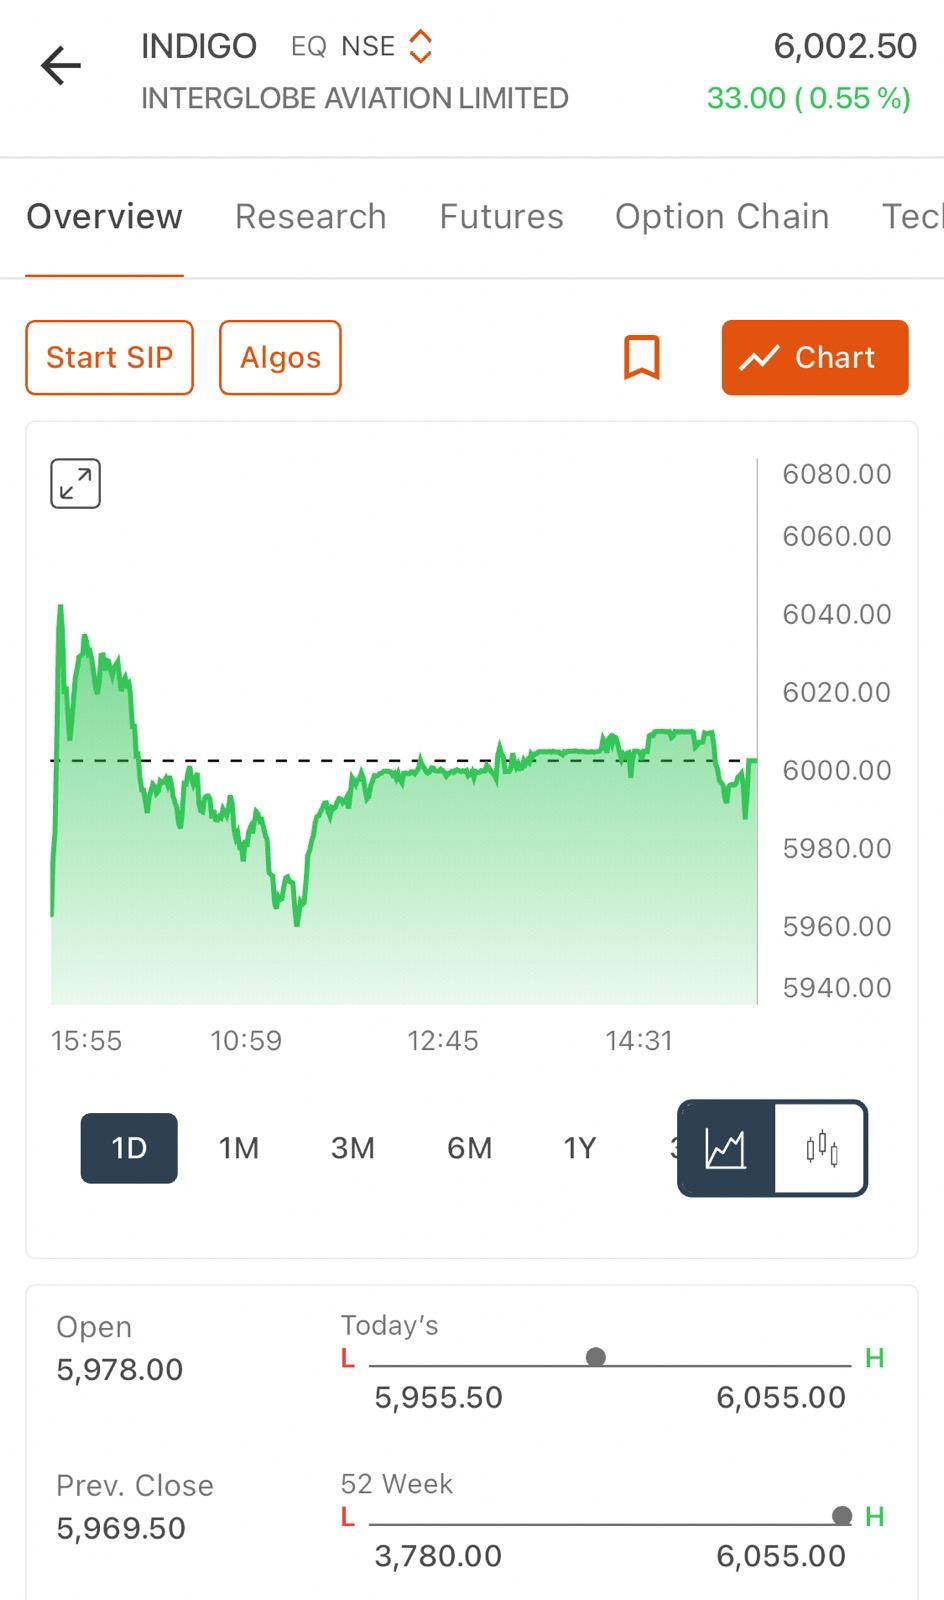 INDIGO EQ NSE 6,002.50
INTERGLOBE AVIATION LIMITED 33.00 ( 0.55 %)
Overview Research Futures Option Chain
Start SIP Algos Chart
6080.00
6060.00
6040.00
6020.00
6000.00
5980.00
5960.00
5940.00
15:55 10:59 12:45 14:31
1D 1M 3M 6M 1Y
Open Today's
L H
5,978.00
5,955.50 6,055.00
Prev. Close 52 Week
L H
5,969.50
3,780.00 6,055.00